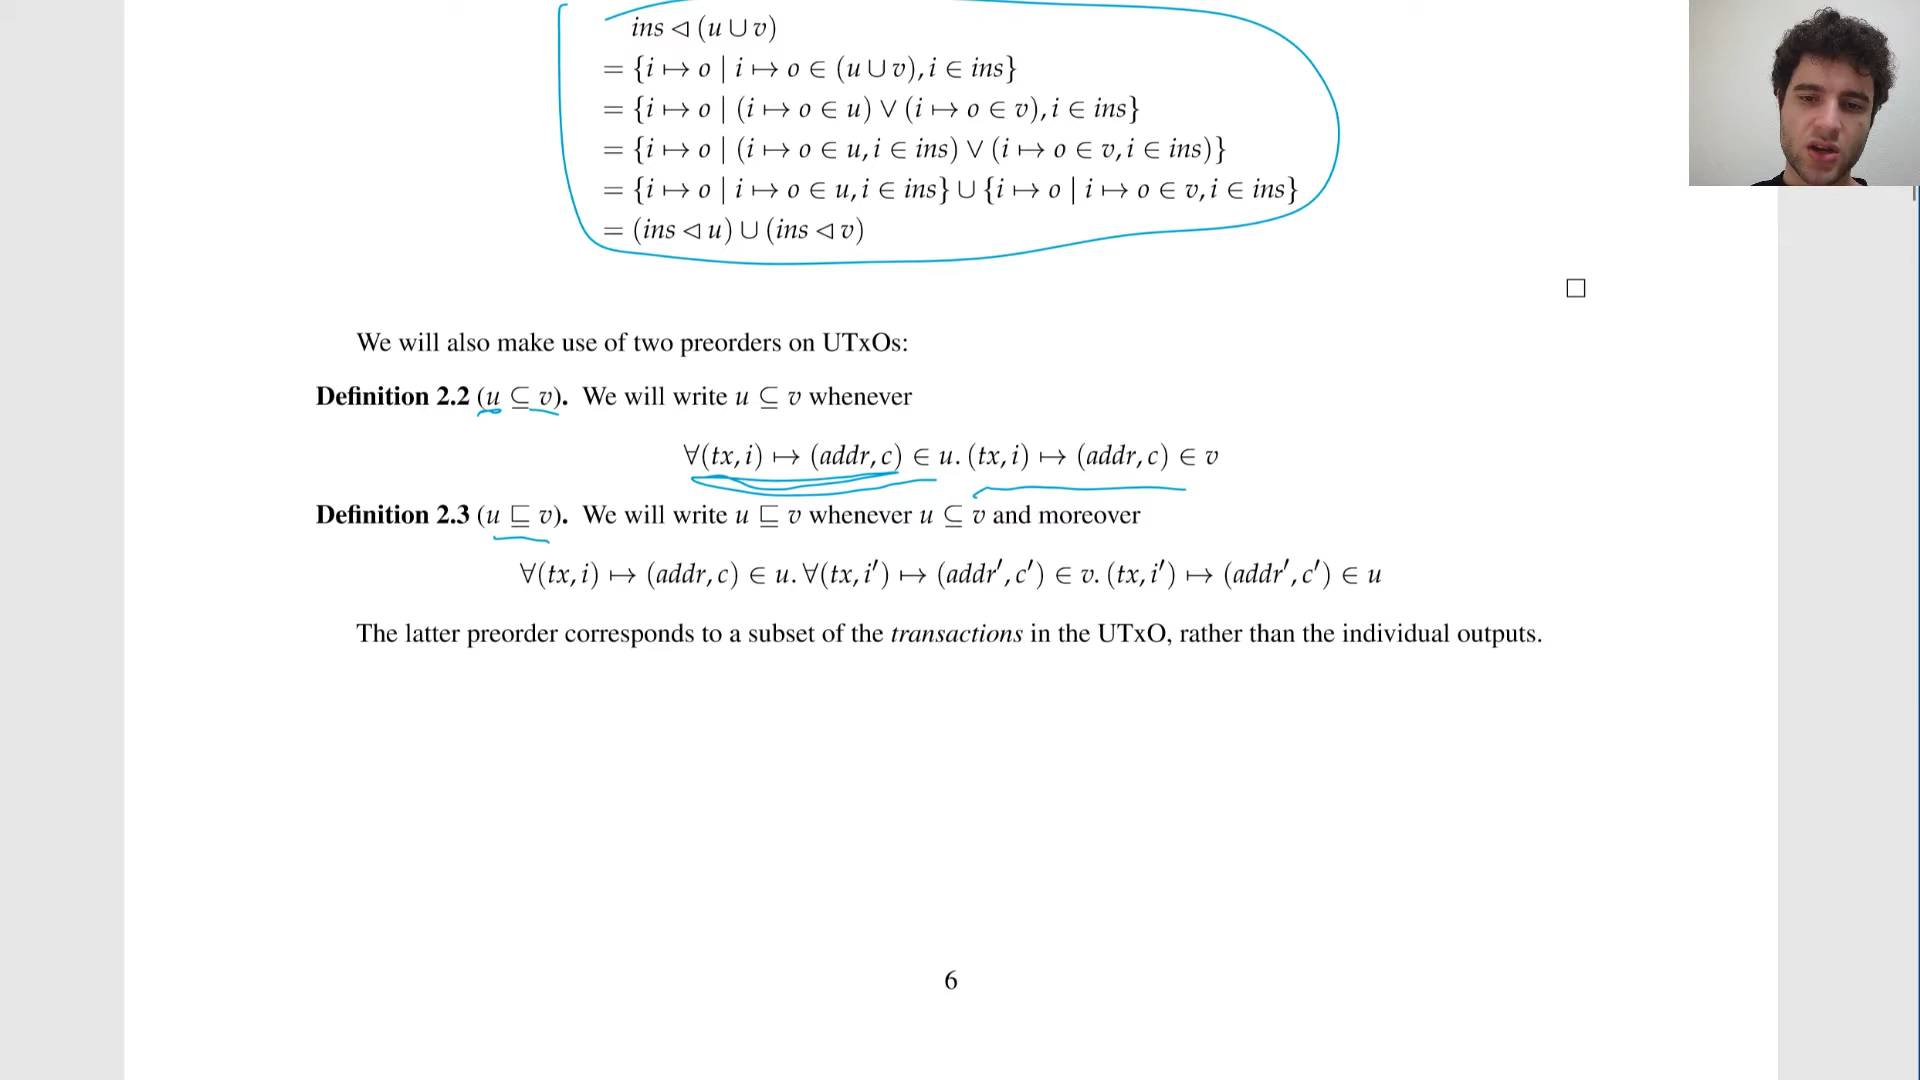 ins ◁ (u ∪ v)
= {i ↦ o | i ↦ o ∈ (u ∪ v), i ∈ ins}
= {i ↦ o | (i ↦ o ∈ u) ∨ (i ↦ o ∈ v), i ∈ ins}
= {i ↦ o | (i ↦ o ∈ u, i ∈ ins) ∨ (i ↦ o ∈ v, i ∈ ins)}
= {i ↦ o | i ↦ o ∈ u, i ∈ ins} ∪ {i ↦ o | i ↦ o ∈ v, i ∈ ins}
= (ins ◁ u) ∪ (ins ◁ v)
□
We will also make use of two preorders on UTxOs:
Definition 2.2 (u ⊆ v). We will write u ⊆ v whenever
∀(tx, i) ↦ (addr, c) ∈ u. (tx, i) ↦ (addr, c) ∈ v
Definition 2.3 (u ⊑ v). We will write u ⊑ v whenever u ⊆ v and moreover
∀(tx, i) ↦ (addr, c) ∈ u. ∀(tx, i′) ↦ (addr′, c′) ∈ v. (tx, i′) ↦ (addr′, c′) ∈ u
The latter preorder corresponds to a subset of the transactions in the UTxO, rather than the individual outputs.
6